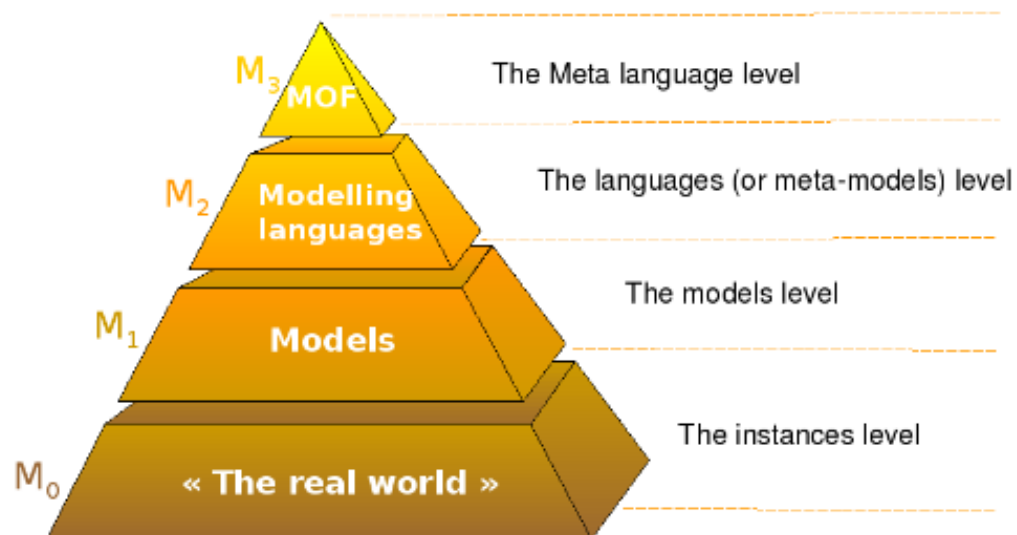 M3
MOF
The Meta language level
M2
Modelling
languages
The languages (or meta-models) level
M1
Models
The models level
M0
« The real world »
The instances level